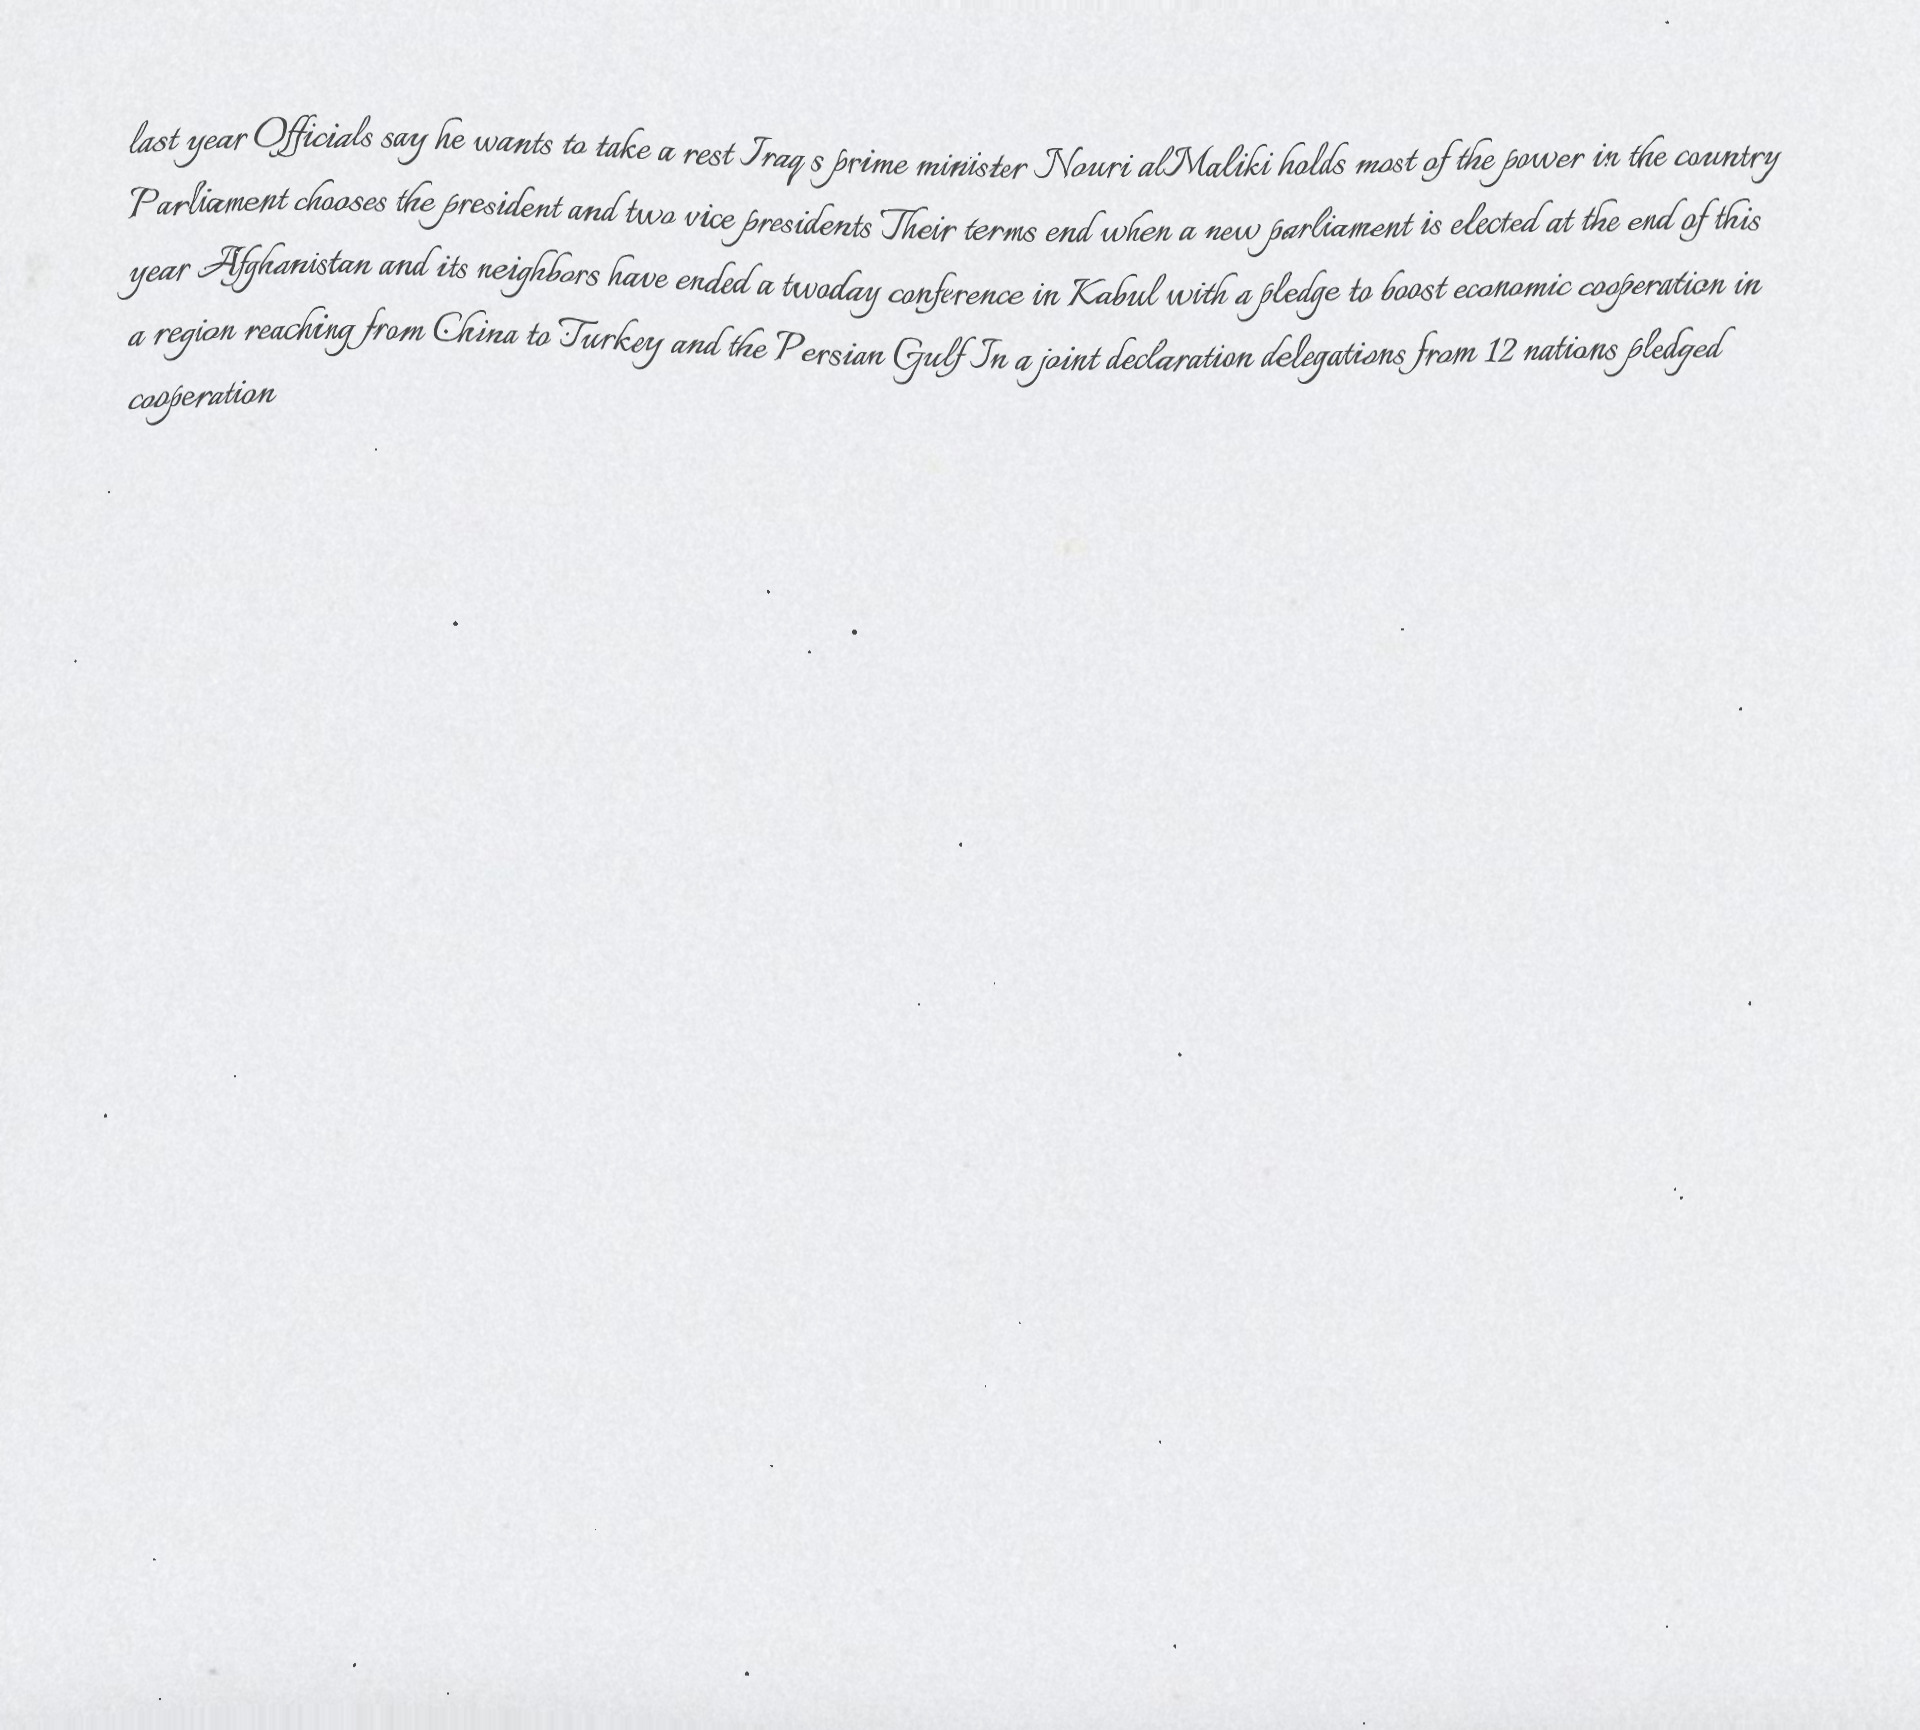 last year Officials say he wants to take a rest Iraq s prime minister Nouri alMaliki holds most of the power in the country
Parliament chooses the president and two vice presidents Their terms end when a new parliament is elected at the end of this
year Afghanistan and its neighbors have ended a twoday conference in Kabul with a pledge to boost economic cooperation in
a region reaching from China to Turkey and the Persian Gulf In a joint declaration delegations from 12 nations pledged
cooperation